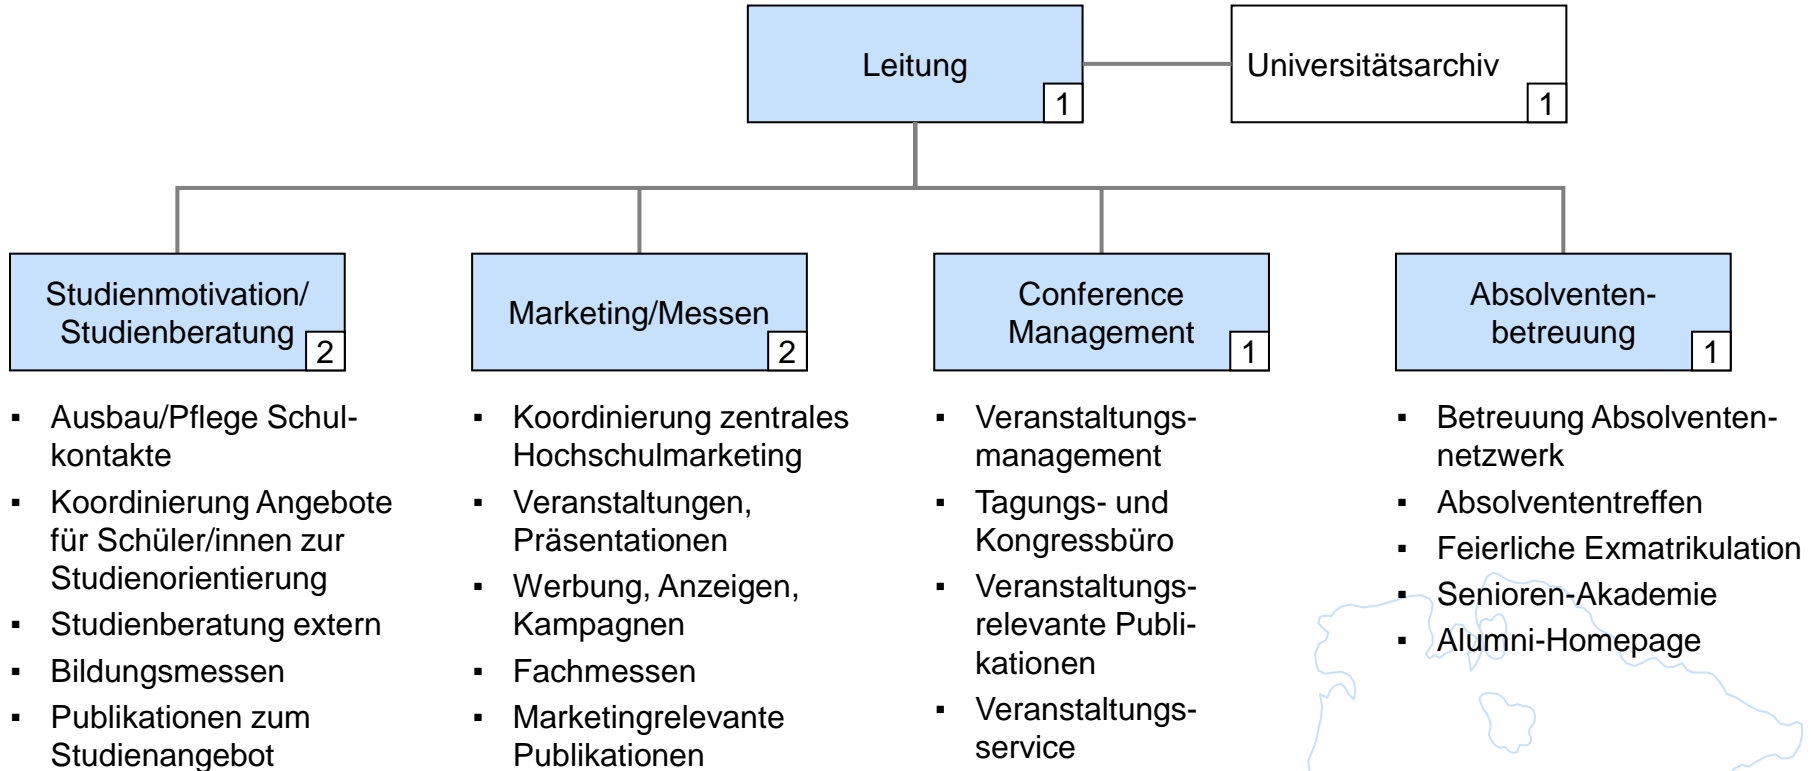 Leitung
1
Universitätsarchiv
1
Studienmotivation/
Studienberatung
2
Marketing/Messen
2
Conference
Management
1
Absolventen-
betreuung
1
▪ Ausbau/Pflege Schul-
kontakte
▪ Koordinierung Angebote
für Schüler/innen zur
Studienorientierung
▪ Studienberatung extern
▪ Bildungsmessen
▪ Publikationen zum
Studienangebot
▪ Koordinierung zentrales
Hochschulmarketing
▪ Veranstaltungen,
Präsentationen
▪ Werbung, Anzeigen,
Kampagnen
▪ Fachmessen
▪ Marketingrelevante
Publikationen
▪ Veranstaltungs-
management
▪ Tagungs- und
Kongressbüro
▪ Veranstaltungs-
relevante Publi-
kationen
▪ Veranstaltungs-
service
▪ Betreuung Absolventen-
netzwerk
▪ Absolvententreffen
▪ Feierliche Exmatrikulation
▪ Senioren-Akademie
▪ Alumni-Homepage